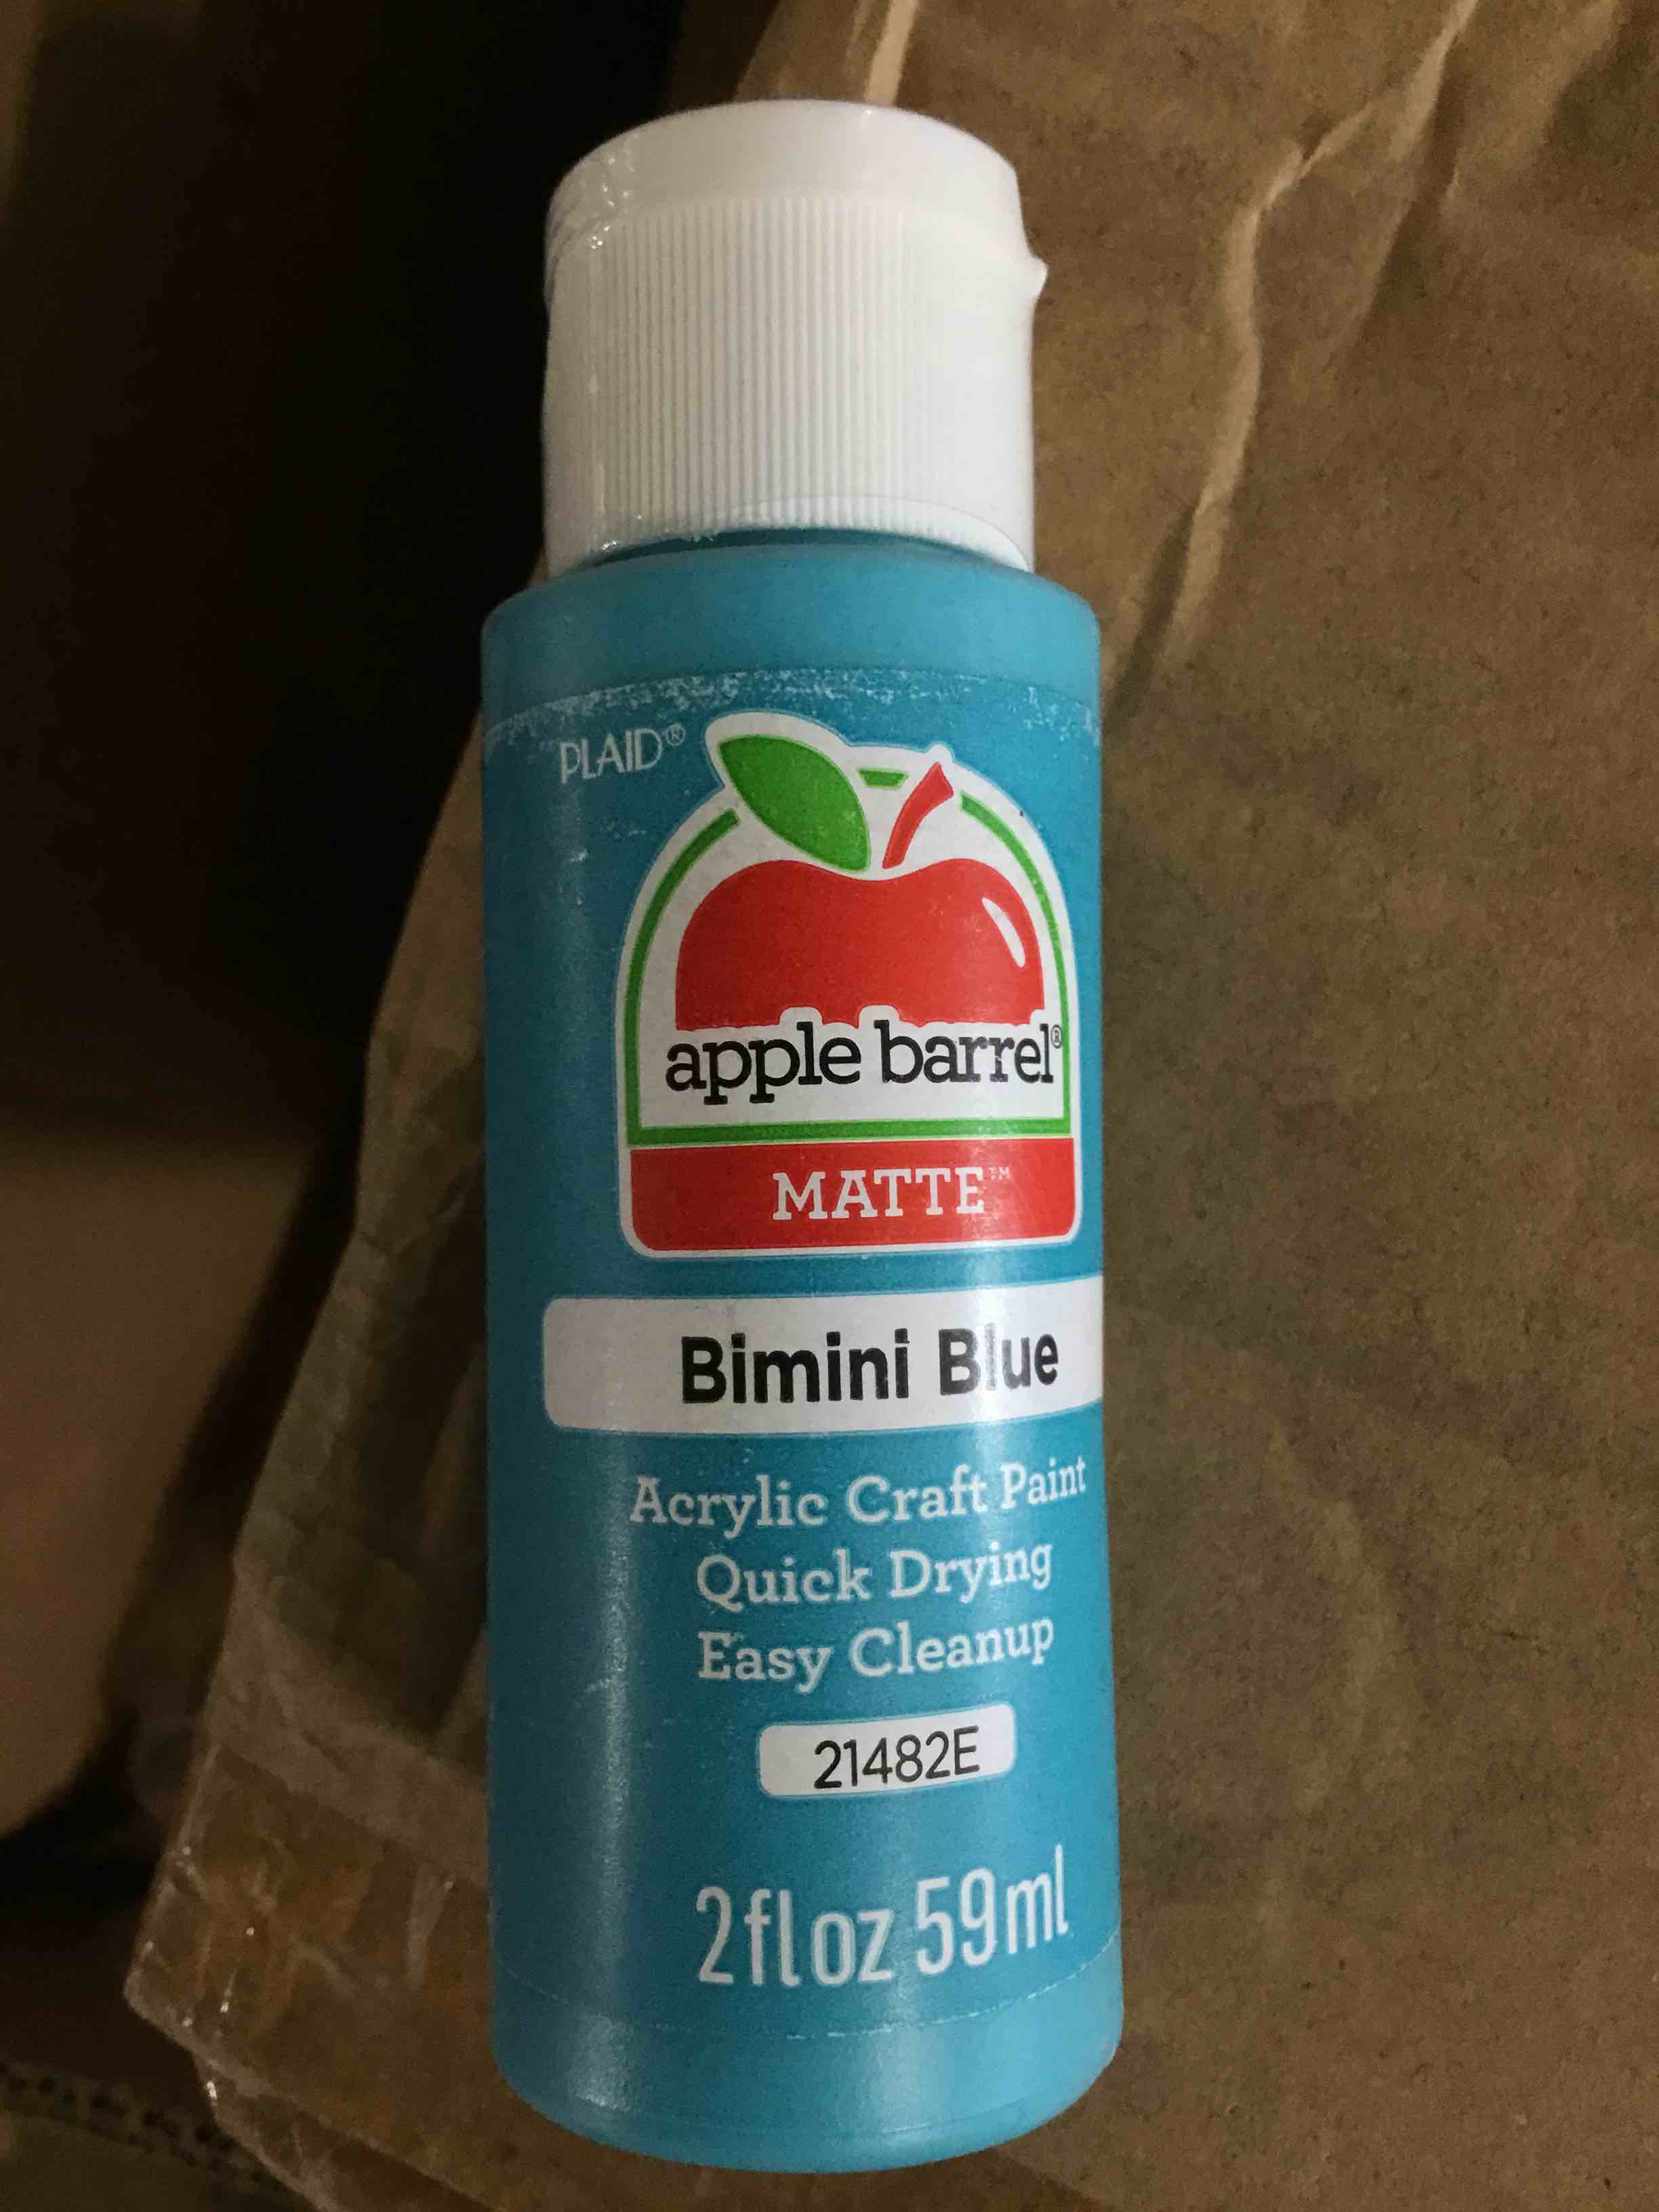 PLAID®
apple barrel®
MATTE™
Bimini Blue
Acrylic Craft Paint
Quick Drying
Easy Cleanup
21482E
2 fl oz 59 ml